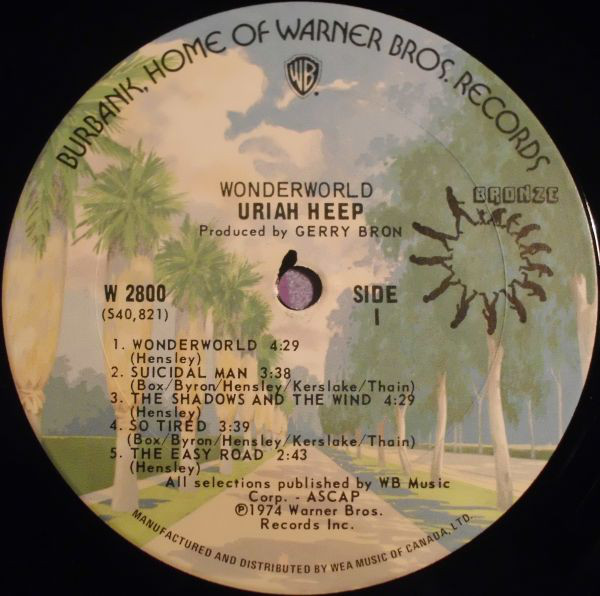 BURBANK, HOME OF WARNER BROS. RECORDS
WB
WONDERWORLD
URIAH HEEP
Produced by GERRY BRON
BRONZE
W 2800
(S40,821)
SIDE
1
1. WONDERWORLD 4:29
(Hensley)
2. SUICIDAL MAN 3:38
(Box/Byron/Hensley/Kerslake/Thain)
3. THE SHADOWS AND THE WIND 4:29
(Hensley)
4. SO TIRED 3:39
(Box/Byron/Hensley/Kerslake/Thain)
5. THE EASY ROAD 2:43
(Hensley)
All selections published by WB Music
Corp. - ASCAP
℗1974 Warner Bros.
Records Inc.
MANUFACTURED AND DISTRIBUTED BY WEA MUSIC OF CANADA, LTD.